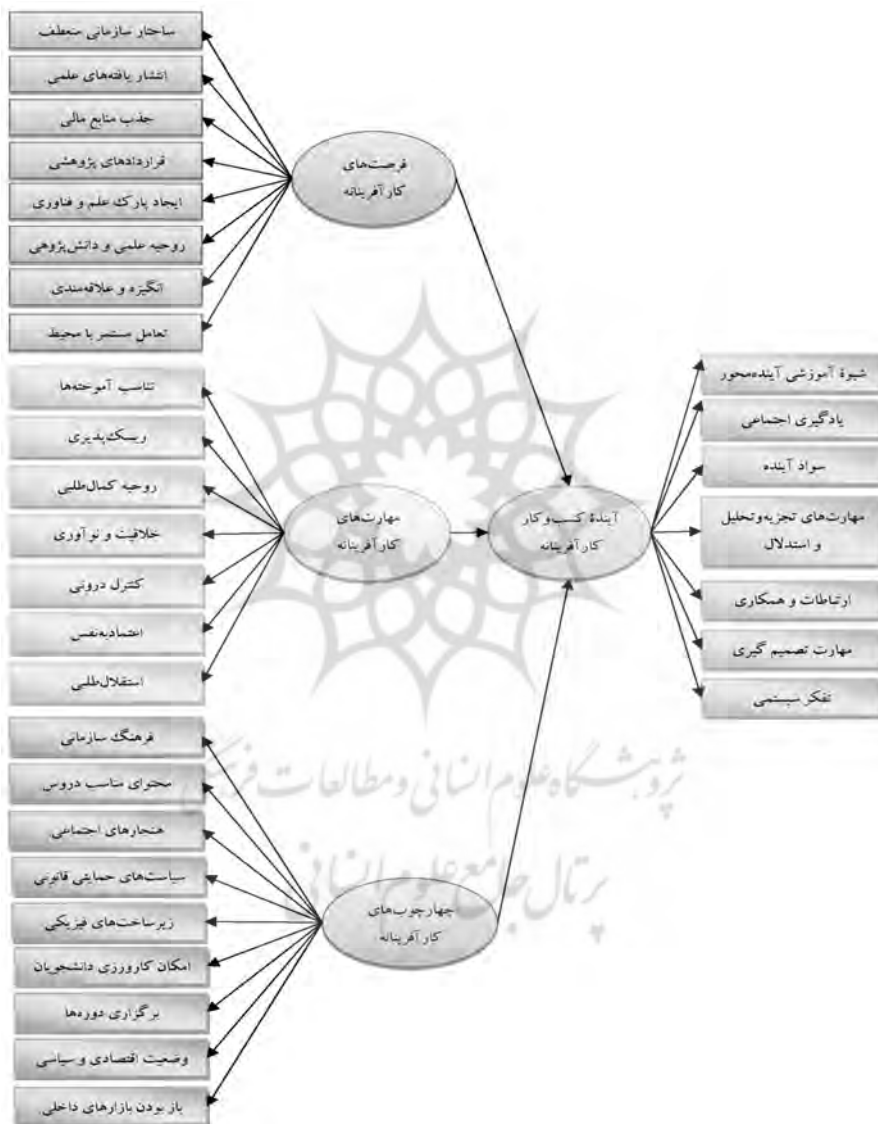 ساختار سازمانی منعطف
انتشار یافته‌های علمی
جذب منابع مالی
قراردادهای پژوهشی
ایجاد پارک علم و فناوری
روحیه علمی و دانش‌پژوهی
انگیزه و علاقه‌مندی
تعامل مستمر با محیط
فرصت‌های
کارآفرینانه
تناسب آموخته‌ها
ریسک‌پذیری
روحیه کمال‌طلبی
خلاقیت و نوآوری
کنترل درونی
اعتمادبه‌نفس
استقلال‌طلبی
مهارت‌های
کارآفرینانه
فرهنگ سازمانی
محتوای مناسب دروس
هنجارهای اجتماعی
سیاست‌های حمایتی قانونی
زیرساخت‌های فیزیکی
امکان کارورزی دانشجویان
برگزاری دوره‌ها
وضعیت اقتصادی و سیاسی
باز بودن بازارهای داخلی
چهارچوب‌های
کارآفرینانه
آیندۀ کسب‌وکار
کارآفرینانه
شیوۀ آموزشی آینده‌محور
یادگیری اجتماعی
سواد آینده
مهارت‌های تجزیه‌وتحلیل
و استدلال
ارتباطات و همکاری
مهارت تصمیم گیری
تفکر سیستمی
پژوهشگاه علوم انسانی و مطالعات فرهنگی
پرتال جامع علوم انسانی